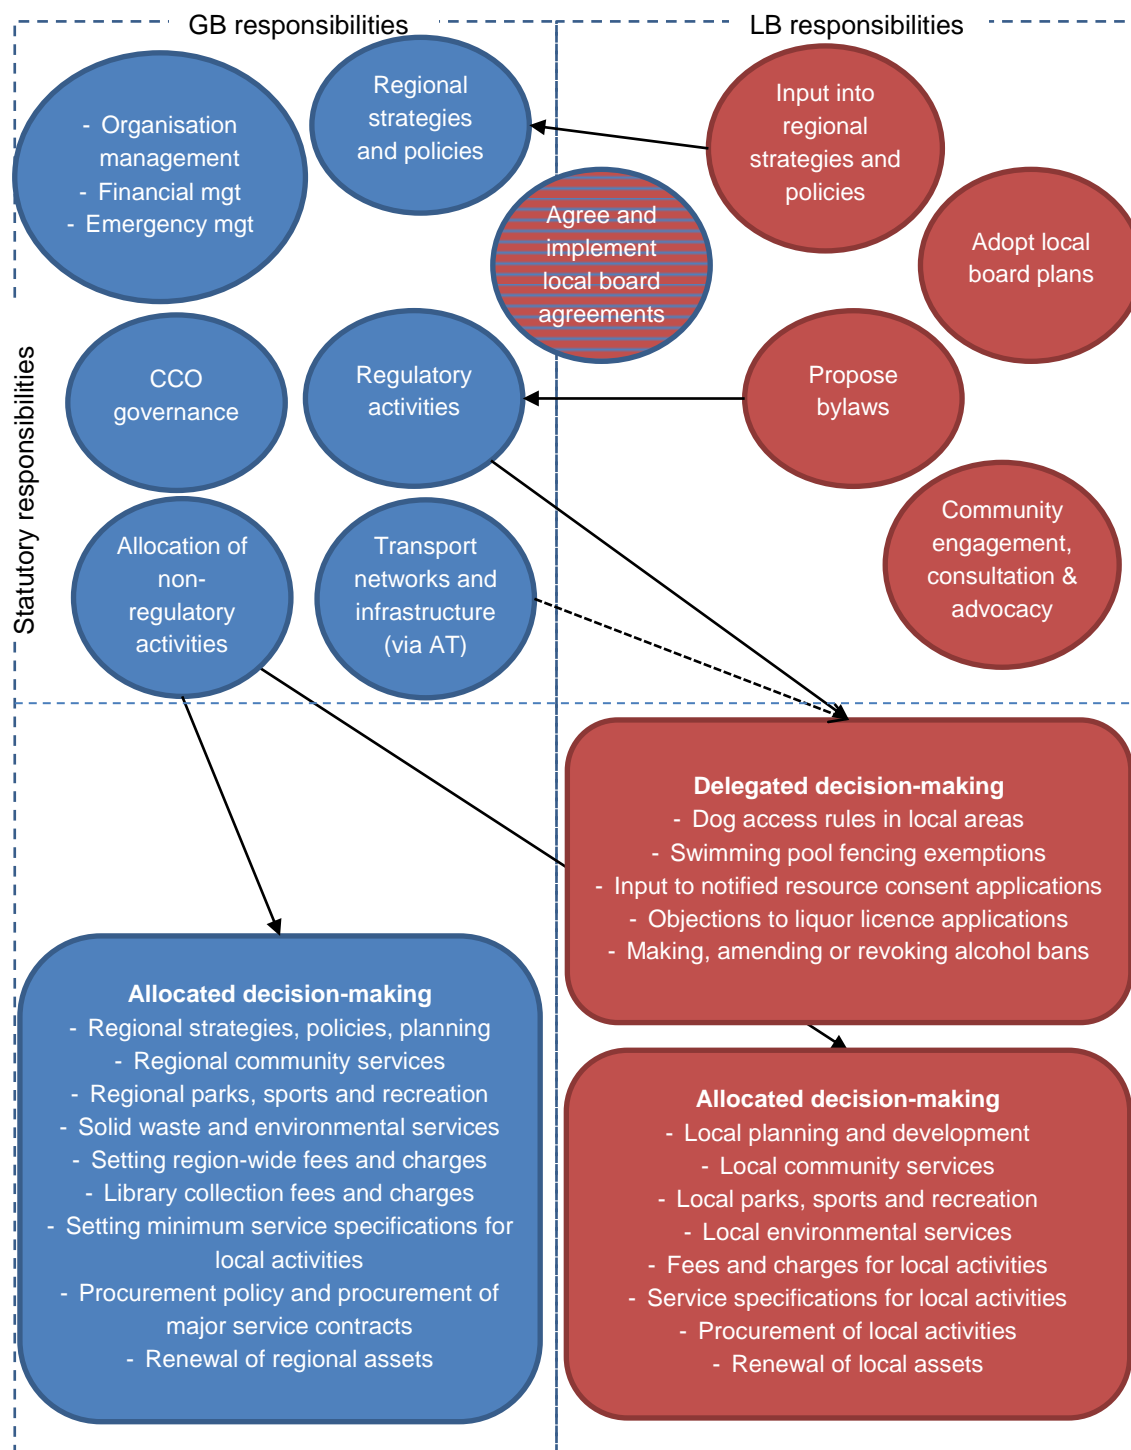 GB responsibilities
LB responsibilities
Statutory responsibilities
- Organisation
management
- Financial mgt
- Emergency mgt
Regional
strategies
and policies
Input into
regional
strategies and
policies
Agree and
implement
local board
agreements
Adopt local
board plans
CCO
governance
Regulatory
activities
Propose
bylaws
Community
engagement,
consultation &
advocacy
Allocation of
non-
regulatory
activities
Transport
networks and
infrastructure
(via AT)
Delegated decision-making
- Dog access rules in local areas
- Swimming pool fencing exemptions
- Input to notified resource consent applications
- Objections to liquor licence applications
- Making, amending or revoking alcohol bans
Allocated decision-making
- Regional strategies, policies, planning
- Regional community services
- Regional parks, sports and recreation
- Solid waste and environmental services
- Setting region-wide fees and charges
- Library collection fees and charges
- Setting minimum service specifications for
local activities
- Procurement policy and procurement of
major service contracts
- Renewal of regional assets
Allocated decision-making
- Local planning and development
- Local community services
- Local parks, sports and recreation
- Local environmental services
- Fees and charges for local activities
- Service specifications for local activities
- Procurement of local activities
- Renewal of local assets